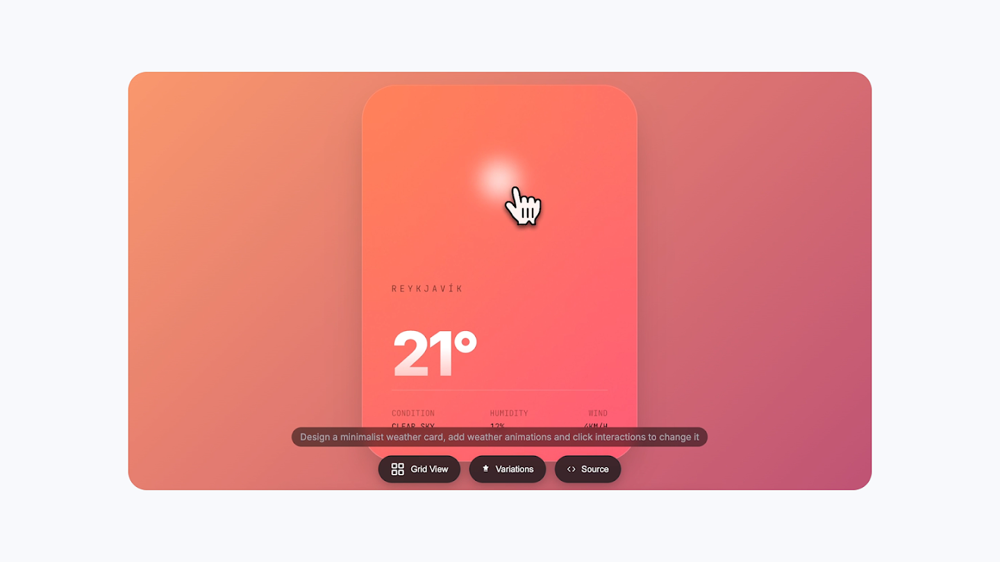 REYKJAVÍK
21°
CONDITION HUMIDITY WIND
CLEAR SKY 12% 4KM/H
Design a minimalist weather card, add weather animations and click interactions to change it
Grid View Variations Source